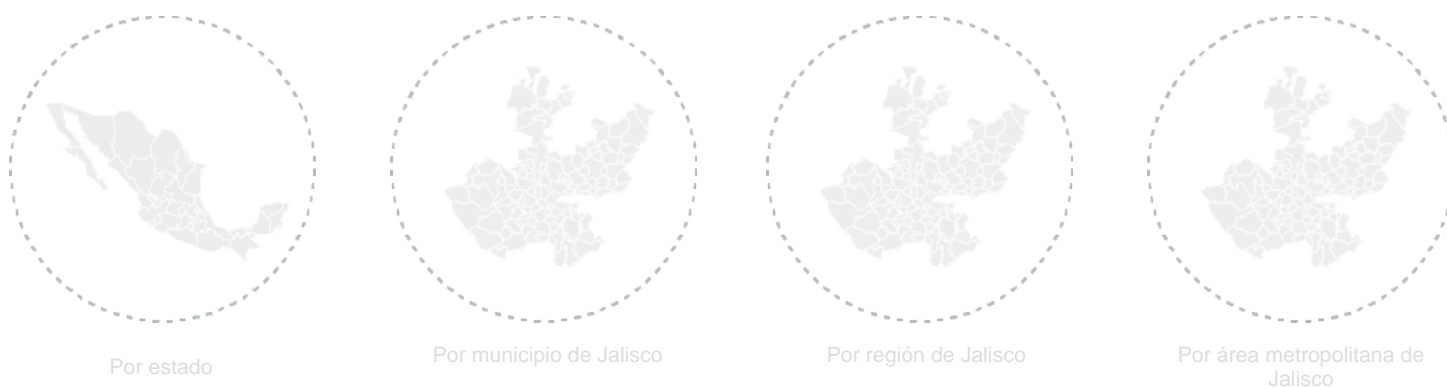 Por estado
Por municipio de Jalisco
Por región de Jalisco
Por área metropolitana de
Jalisco